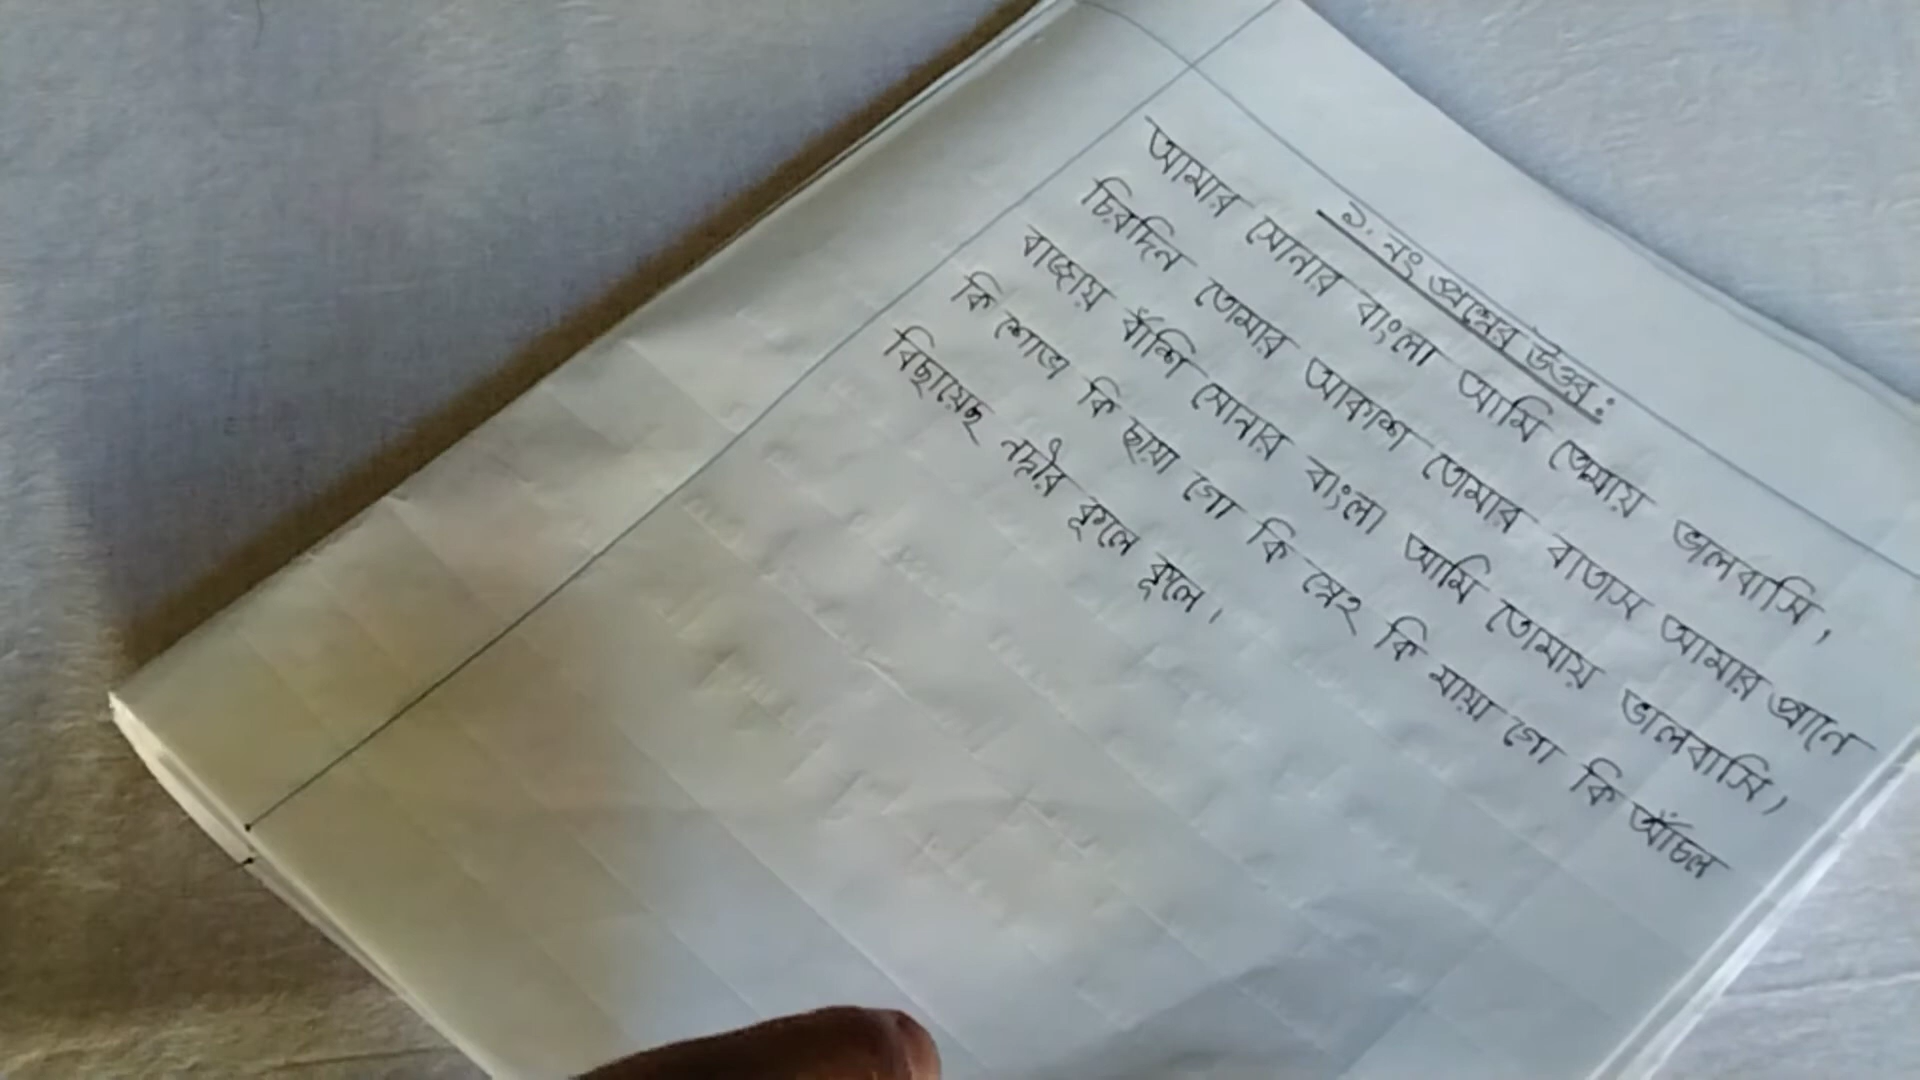 ১. নং প্রশ্নের উত্তর:
আমার সোনার বাংলা আমি তোমায় ভালবাসি,
চিরদিন তোমার আকাশ তোমার বাতাস আমার প্রাণে
বাজায় বাঁশি সোনার বাংলা আমি তোমায় ভালবাসি,
কি শোভা কি ছায়া গো কি স্নেহ কি মায়া গো কি আঁচল
বিছায়েছ নদীর কূলে কূলে।